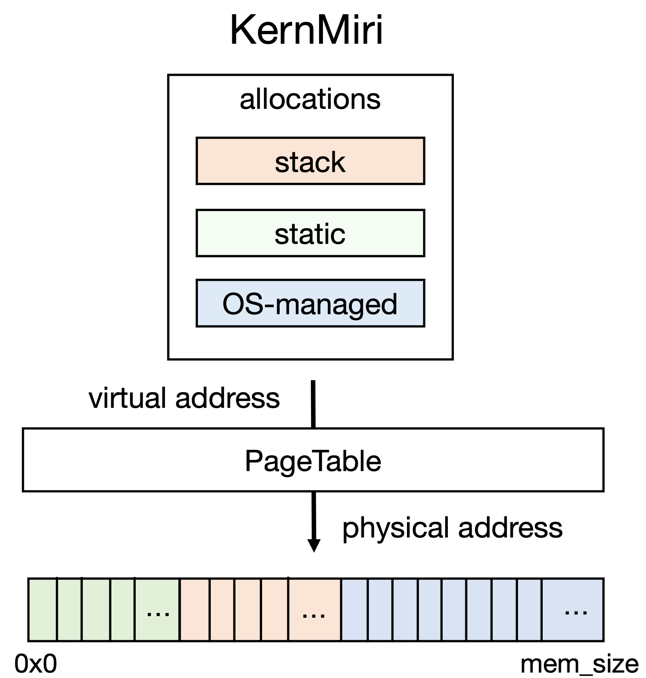 KernMiri
allocations
stack
static
OS-managed
virtual address
PageTable
physical address
...
...
...
0x0
mem_size